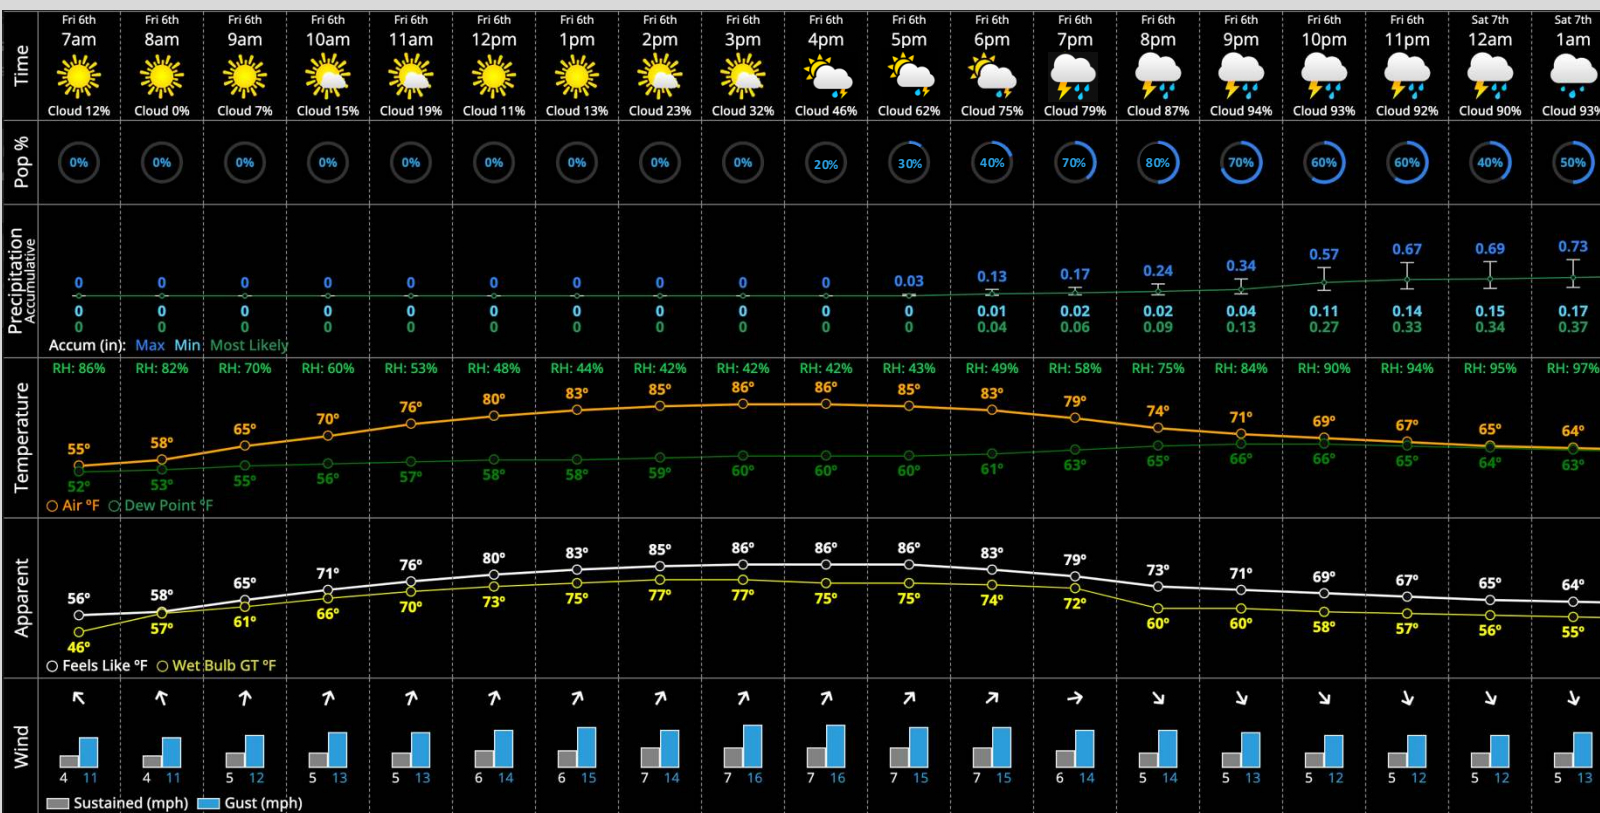 Time
Fri 6th Fri 6th Fri 6th Fri 6th Fri 6th Fri 6th Fri 6th Fri 6th Fri 6th Fri 6th Fri 6th Fri 6th Fri 6th Fri 6th Fri 6th Fri 6th Fri 6th Sat 7th Sat 7th
7am 8am 9am 10am 11am 12pm 1pm 2pm 3pm 4pm 5pm 6pm 7pm 8pm 9pm 10pm 11pm 12am 1am
Cloud 12% Cloud 0% Cloud 7% Cloud 15% Cloud 19% Cloud 11% Cloud 13% Cloud 23% Cloud 32% Cloud 46% Cloud 62% Cloud 75% Cloud 79% Cloud 87% Cloud 94% Cloud 93% Cloud 92% Cloud 90% Cloud 93%
Pop %
0% 0% 0% 0% 0% 0% 0% 0% 0% 20% 30% 40% 70% 80% 70% 60% 60% 40% 50%
Precipitation
Accumulative
0 0 0 0 0 0 0 0 0 0 0.03 0.13 0.17 0.24 0.34 0.57 0.67 0.69 0.73
0 0 0 0 0 0 0 0 0 0 0 0.01 0.02 0.02 0.04 0.11 0.14 0.15 0.17
0 0 0 0 0 0 0 0 0 0 0 0.04 0.06 0.09 0.13 0.27 0.33 0.34 0.37
Accum (in): Max Min Most Likely
Temperature
RH: 86% RH: 82% RH: 70% RH: 60% RH: 53% RH: 48% RH: 44% RH: 42% RH: 42% RH: 42% RH: 43% RH: 49% RH: 58% RH: 75% RH: 84% RH: 90% RH: 94% RH: 95% RH: 97%
55° 58° 65° 70° 76° 80° 83° 85° 86° 86° 85° 83° 79° 74° 71° 69° 67° 65° 64°
52° 53° 55° 56° 57° 58° 58° 59° 60° 60° 60° 61° 63° 65° 66° 66° 65° 64° 63°
Air °F Dew Point °F
Apparent
56° 58° 65° 71° 76° 80° 83° 85° 86° 86° 86° 83° 79° 73° 71° 69° 67° 65° 64°
46° 57° 61° 66° 70° 73° 75° 77° 77° 75° 75° 74° 72° 60° 60° 58° 57° 56° 55°
Feels Like °F Wet Bulb GT °F
Wind
4 11 4 11 5 12 5 13 5 13 6 14 6 15 7 14 7 16 7 16 7 15 7 15 6 14 5 14 5 13 5 12 5 12 5 12 5 13
Sustained (mph) Gust (mph)